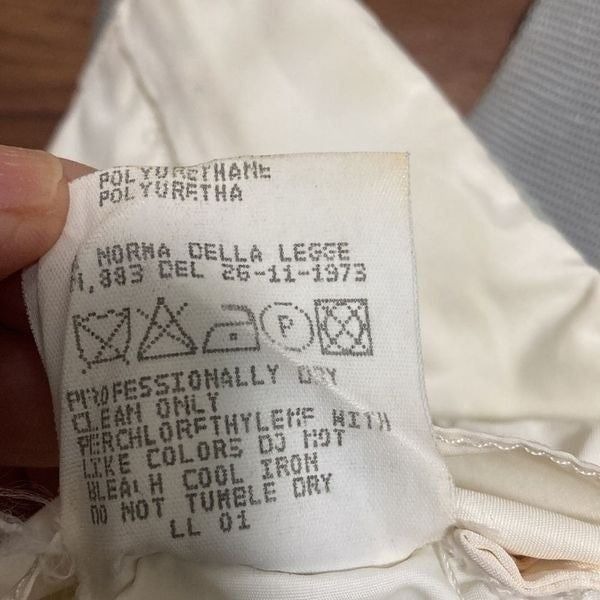 POLYURETHANE
POLYURETHA
A NORMA DELLA LEGGE
N.883 DEL 26-11-1973
P
PROFESSIONALLY DRY
CLEAN ONLY
PERCHLORETHYLENE WITH
LIKE COLORS DO NOT
BLEACH COOL IRON
DO NOT TUMBLE DRY
LL 01